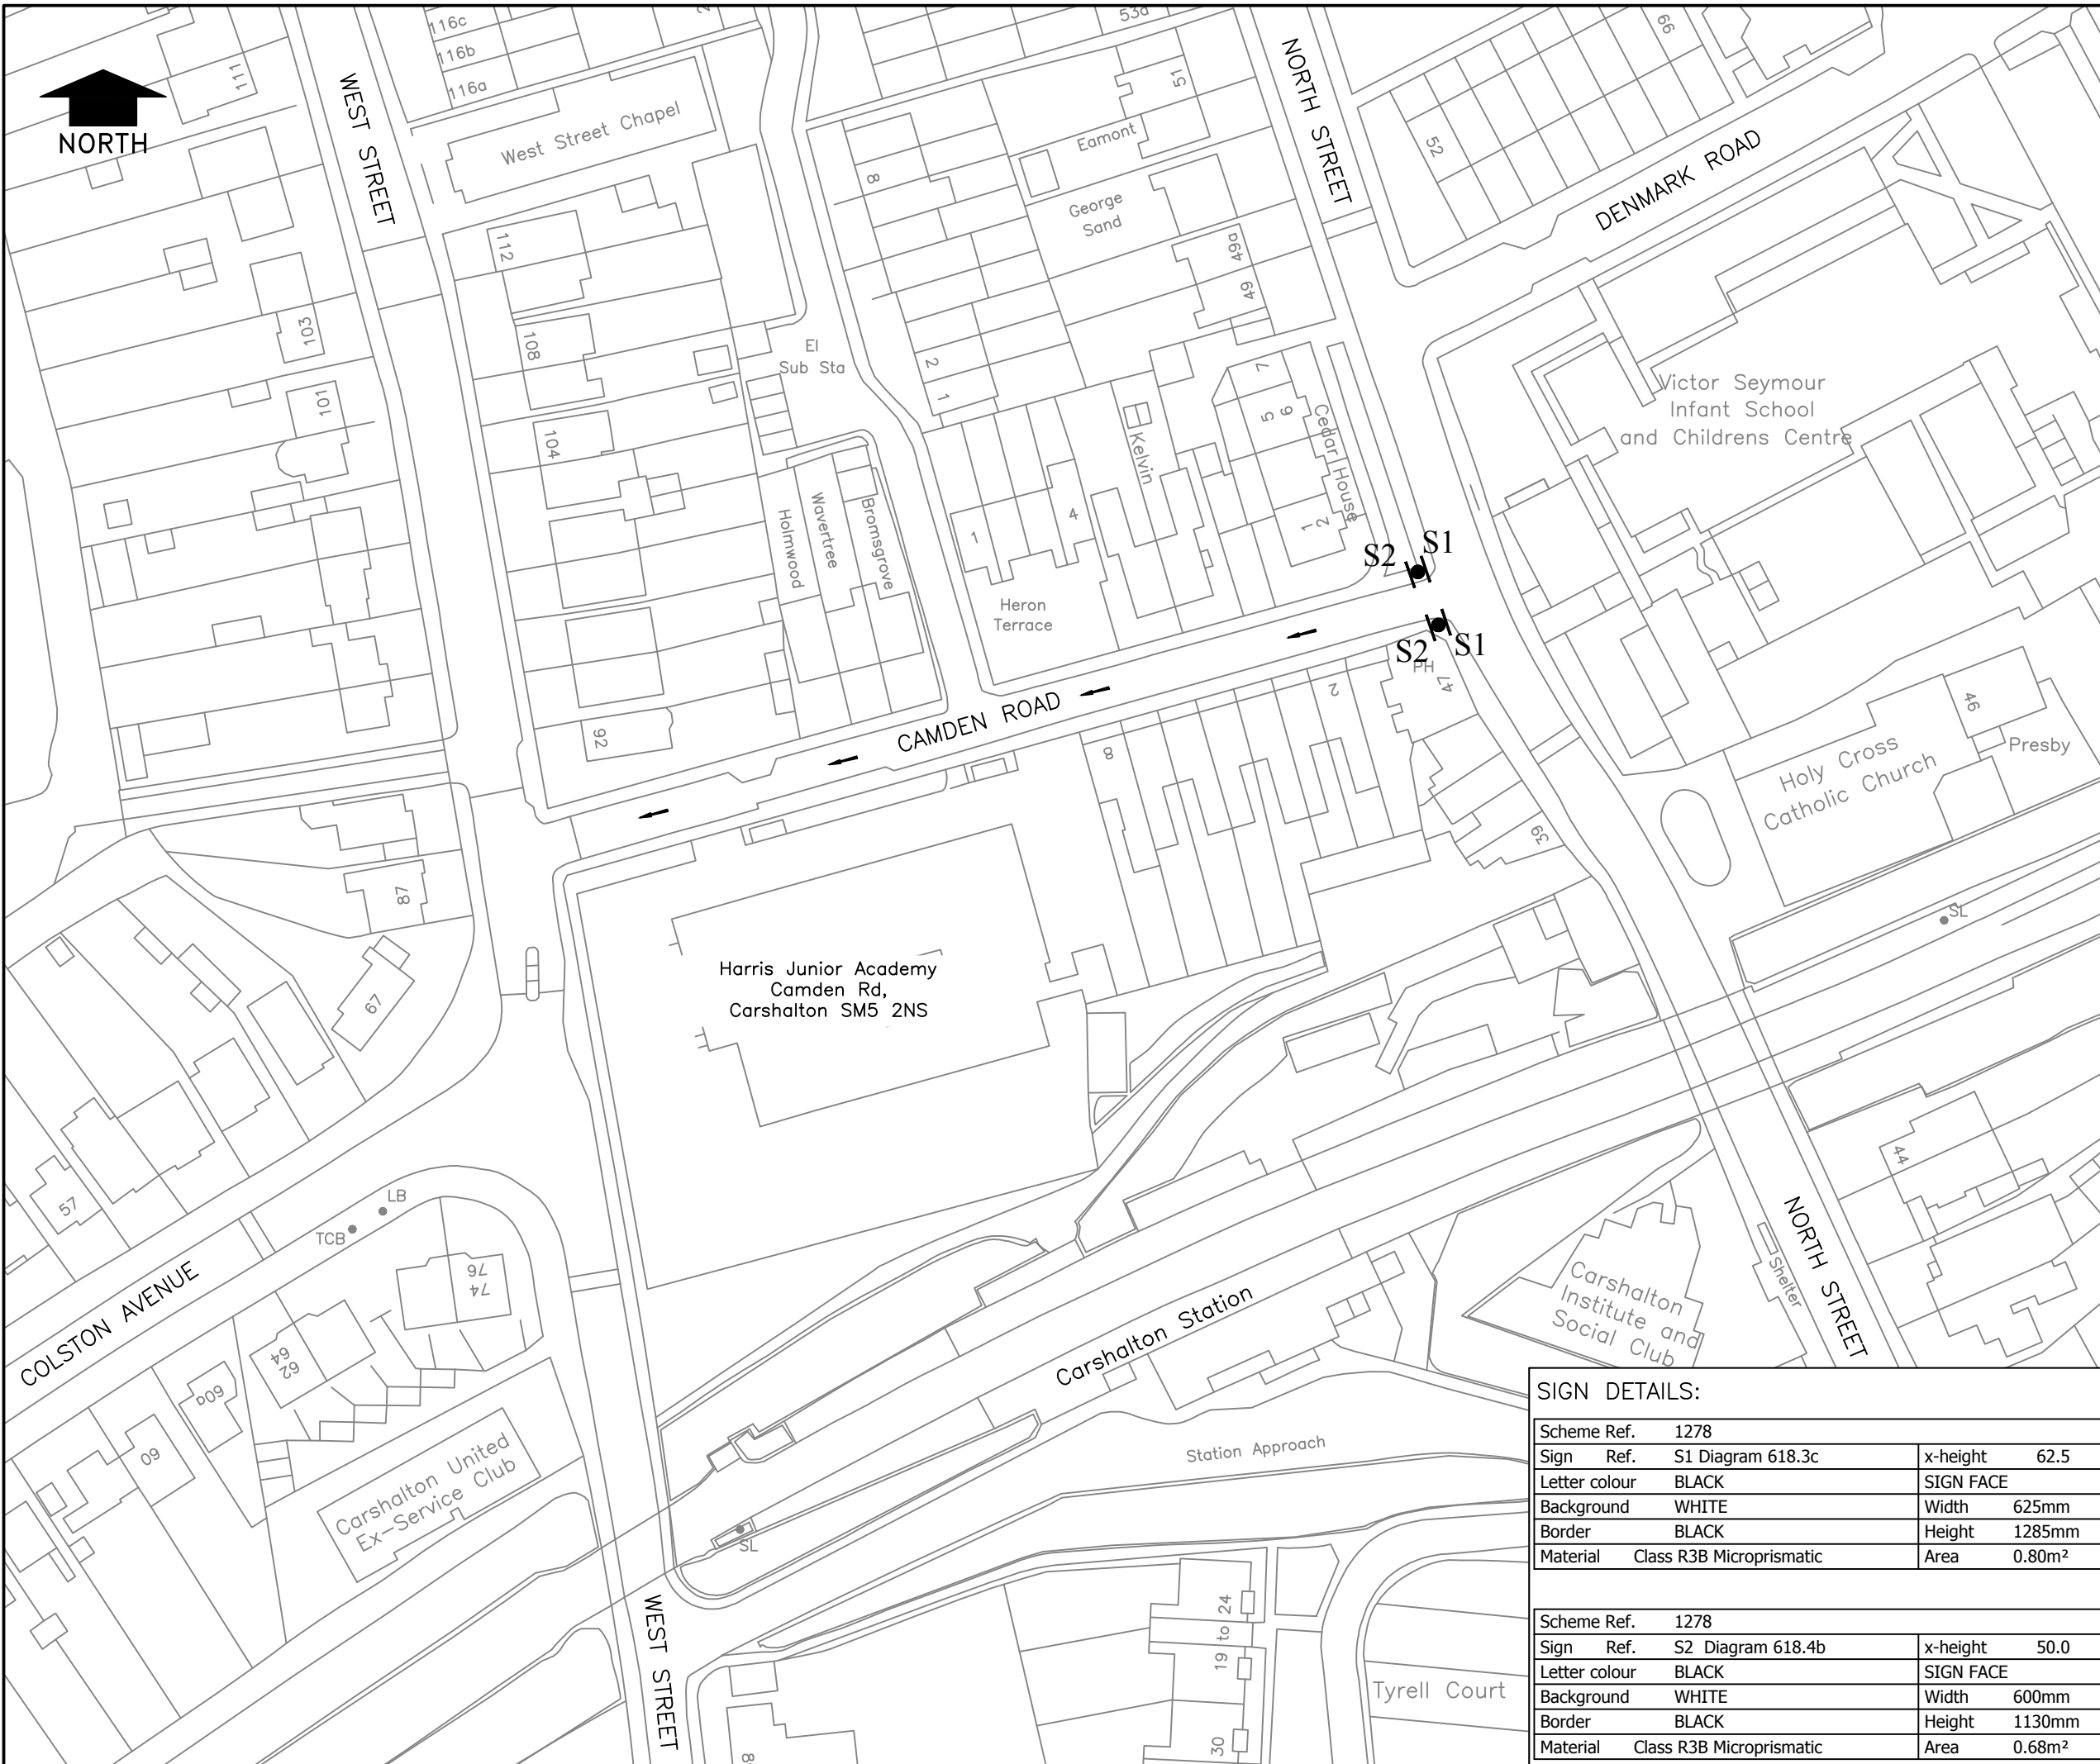 NORTH
WEST STREET
111
116c
116b
116a
West Street Chapel
53a
51
Eamont
George
Sand
NORTH STREET
66
52
DENMARK ROAD
8
49a
49
112
103
108
El
Sub Sta
101
104
2
1
Kelvin
7
6
5
Cedar House
1
2
Victor Seymour
Infant School
and Childrens Centre
Holmwood
Wavertree
Bromsgrove
1
4
Heron
Terrace
S2
S1
S2
S1
PH
47
2
92
CAMDEN ROAD
8
46
Presby
Holy Cross
Catholic Church
39
87
67
SL
Harris Junior Academy
Camden Rd,
Carshalton SM5 2NS
57
LB
TCB
44
COLSTON AVENUE
76
74
64
62
60a
60
Carshalton United
Ex-Service Club
Carshalton Station
Carshalton
Institute and
Social Club
Shelter
NORTH STREET
Station Approach
SL
WEST STREET
19 to 24
30
8
Tyrell Court
SIGN DETAILS:
Scheme Ref. 1278
Sign Ref. S1 Diagram 618.3c x-height 62.5
Letter colour BLACK SIGN FACE
Background WHITE Width 625mm
Border BLACK Height 1285mm
Material Class R3B Microprismatic Area 0.80m²
Scheme Ref. 1278
Sign Ref. S2 Diagram 618.4b x-height 50.0
Letter colour BLACK SIGN FACE
Background WHITE Width 600mm
Border BLACK Height 1130mm
Material Class R3B Microprismatic Area 0.68m²